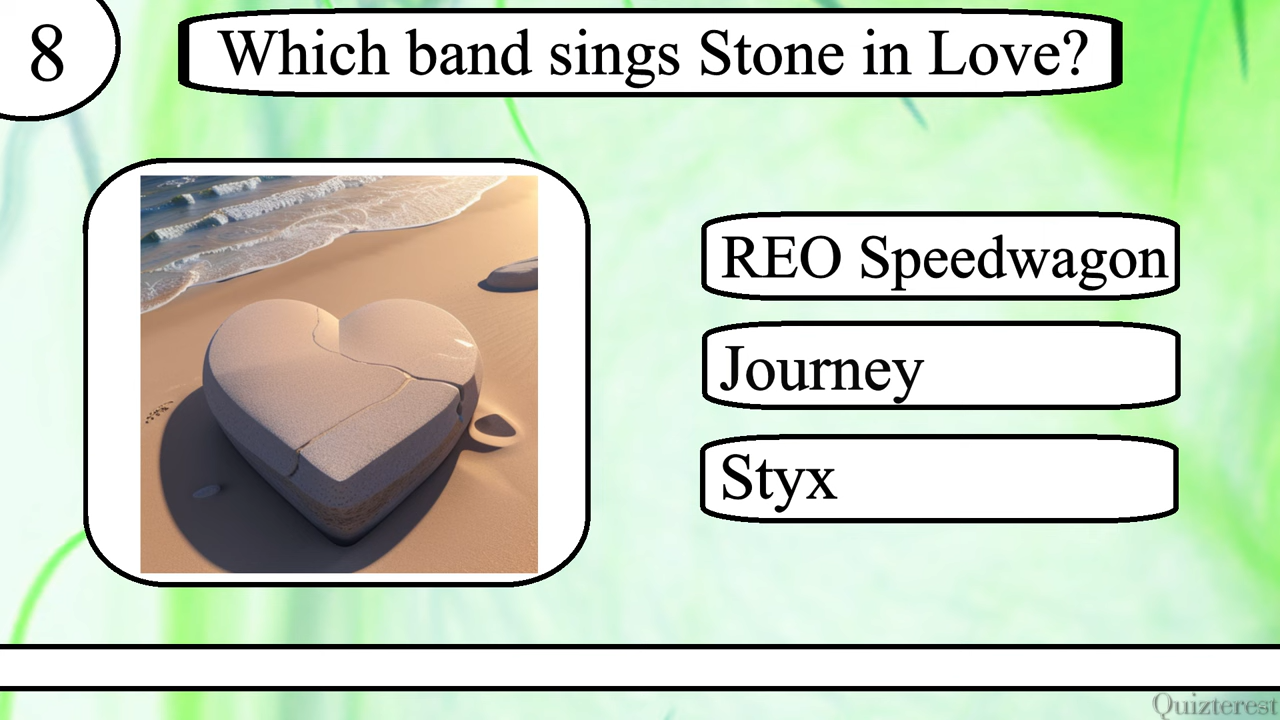 8
Which band sings Stone in Love?
REO Speedwagon
Journey
Styx
Quizterest